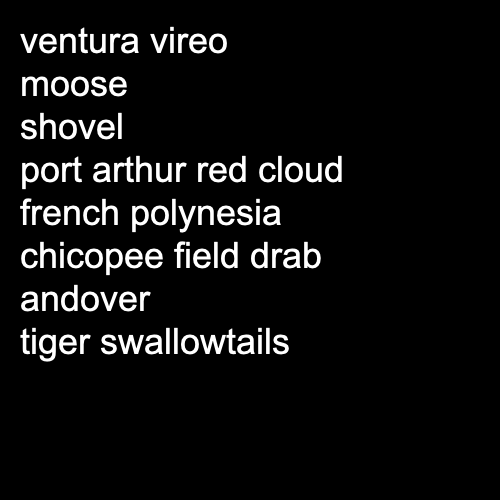 ventura vireo
moose
shovel
port arthur red cloud
french polynesia
chicopee field drab
andover
tiger swallowtails